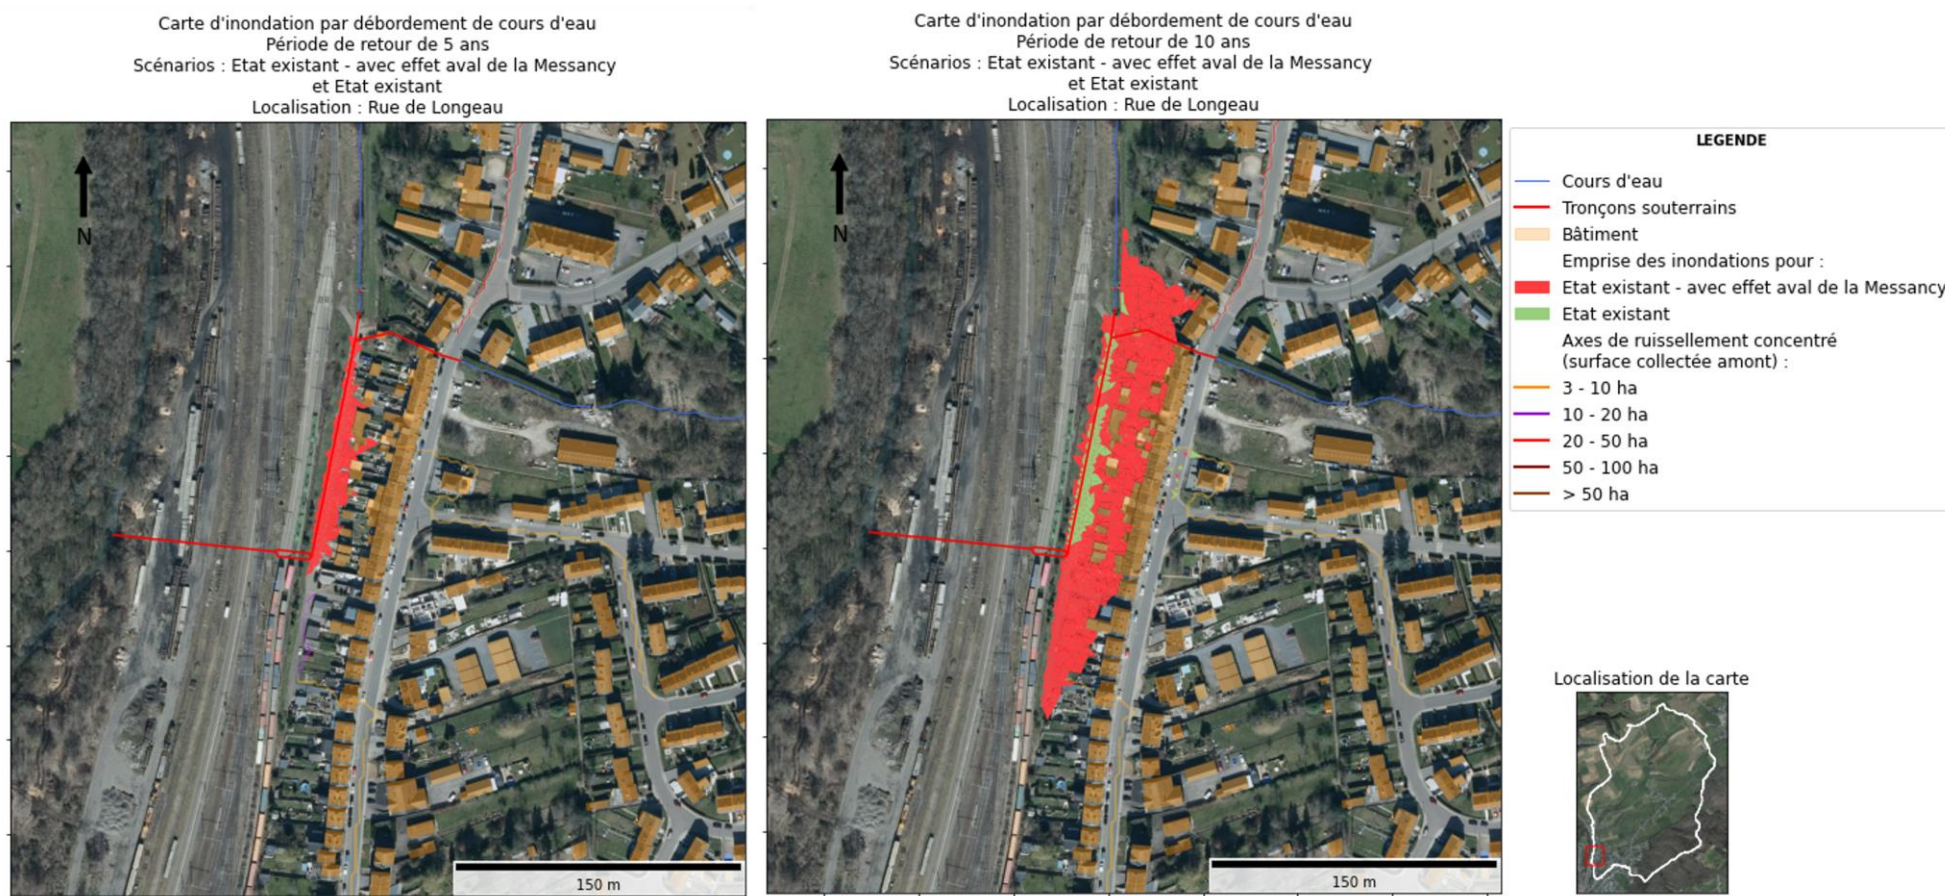 Carte d'inondation par débordement de cours d'eau
Période de retour de 5 ans
Scénarios : Etat existant - avec effet aval de la Messancy
et Etat existant
Localisation : Rue de Longeau
N
150 m
Carte d'inondation par débordement de cours d'eau
Période de retour de 10 ans
Scénarios : Etat existant - avec effet aval de la Messancy
et Etat existant
Localisation : Rue de Longeau
N
150 m
LEGENDE
Cours d'eau
Tronçons souterrains
Bâtiment
Emprise des inondations pour :
Etat existant - avec effet aval de la Messancy
Etat existant
Axes de ruissellement concentré
(surface collectée amont) :
3 - 10 ha
10 - 20 ha
20 - 50 ha
50 - 100 ha
> 50 ha
Localisation de la carte